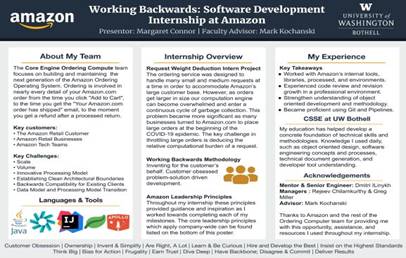 amazon
Working Backwards: Software Development
Internship at Amazon
Presentor: Margaret Connor | Faculty Advisor: Mark Kochanski
W
UNIVERSITY of
WASHINGTON
BOTHELL
About My Team
The Core Engine Ordering Compute team
focuses on building and maintaining the
next generation of the Amazon Ordering
System. Ordering is involved in
nearly every detail of your Amazon.com
order from the time you click "Add to Cart",
to the time you get the "Your Amazon.com
order has shipped" email, to the moment
you get a refund after a processed return.
Key customers:
• The Amazon Retail Customer
• Amazon Retail Businesses
• Amazon Tech Teams
Key Challenges:
• Scale
• Volume
• Innovative Processing Model
• Establishing Clear Architectural Boundaries
• Backwards Compatibility for Existing Clients
• Data Model and Processing Model Transition
Languages & Tools
Java
IJ
APOLLO
Internship Overview
Request Weight Deduction Intern Project
The ordering service was designed to
handle many small and medium requests at
a time in order to accommodate Amazon's
large customer base. However, as orders
get larger in size our computation engine
can become overwhelmed and enter a
continuous cycle of garbage collection. This
problem became more significant as many
businesses turned to Amazon.com to place
large orders at the beginning of the
COVID-19 epidemic. The key challenge in
throttling large orders is deducing the
relative computational burden of a request.
Working Backwards Methodology
Inventing for the customer's
behalf. Customer obsessed
problem-solution driven
development.
Amazon Leadership Principles
Throughout my internship these principles
provided guidance and inspiration as I
worked towards completing each of my
milestones. The core leadership principles
which apply company-wide can be found
listed on the bottom of this poster.
My Experience
Key Takeaways
• Worked with Amazon's internal tools,
libraries, processed, and environments.
• Experienced code review and revision
growth in a professional environment.
• Strengthen understanding of object
oriented development and methodology.
• Became proficient using Git and Pipelines.
CSSE at UW Bothell
My education has helped develop a
concrete foundation of technical skills and
methodologies. Knowledge I used daily,
such as object oriented design, software
engineering concepts and processes,
technical document generation, and
developer tool understanding.
Acknowledgements
Mentor & Senior Engineer: Dmitri
Managers: Rajeev Chilamkurthy & Greg
Miller
Advisor: Mark Kochanski
Thanks to Amazon and the rest of the
Ordering Computer team for providing me
with this opportunity, assistance, and
resources I used throughout my internship.
Customer Obsession | Ownership | Invent & Simplify | Are Right, A Lot | Learn & Be Curious | Hire and Develop the Best | Insist on the Highest Standards
Think Big | Bias for Action | Frugality | Earn Trust | Dive Deep | Have Backbone; Disagree & Commit | Deliver Results